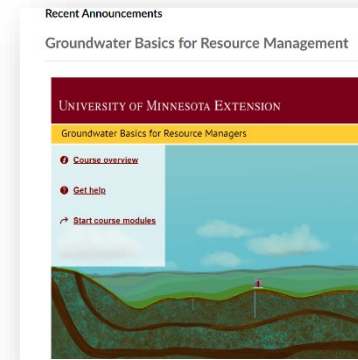 Recent Announcements
Groundwater Basics for Resource Management
UNIVERSITY OF MINNESOTA EXTENSION
Groundwater Basics for Resource Managers
Course overview
Get help
Start course modules